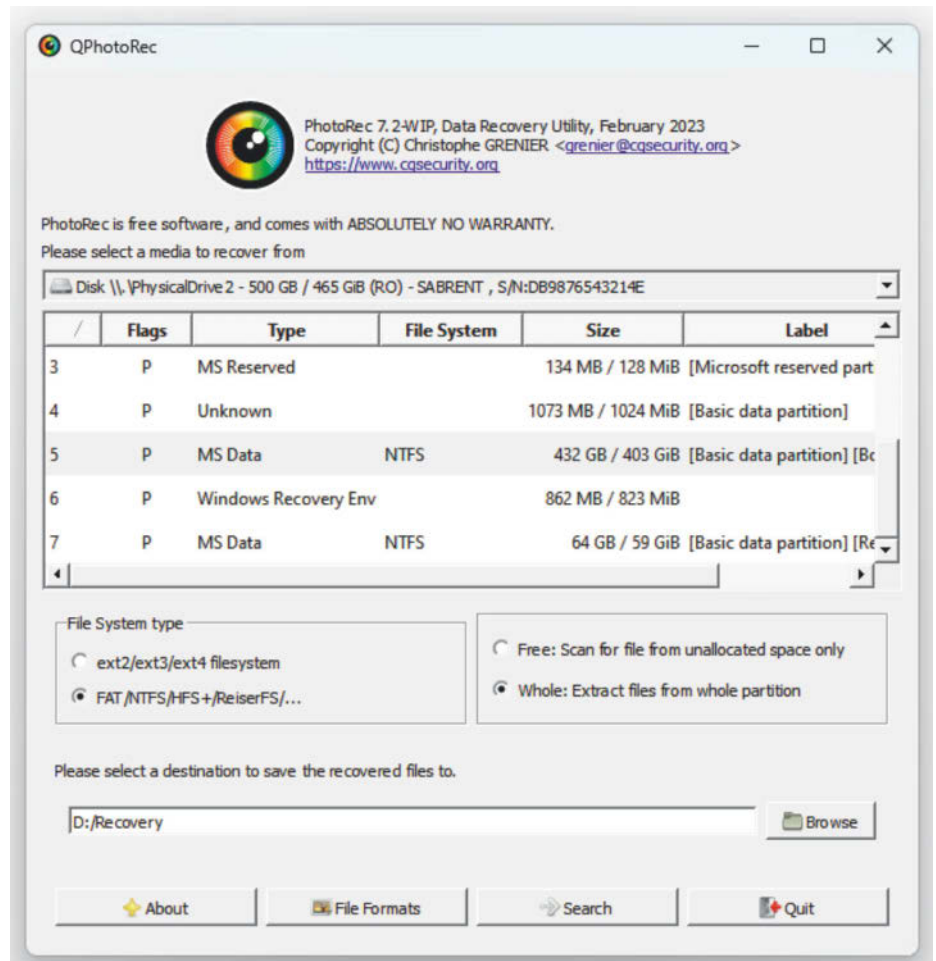 QPhotoRec
PhotoRec 7.2-WIP, Data Recovery Utility, February 2023
Copyright (C) Christophe GRENIER <grenier@cgsecurity.org>
https://www.cgsecurity.org
PhotoRec is free software, and comes with ABSOLUTELY NO WARRANTY.
Please select a media to recover from
Disk \\.\PhysicalDrive2 - 500 GB / 465 GiB (RO) - SABRENT , S/N:DB9876543214E
/ Flags Type File System Size Label
3 P MS Reserved 134 MB / 128 MiB [Microsoft reserved part
4 P Unknown 1073 MB / 1024 MiB [Basic data partition]
5 P MS Data NTFS 432 GB / 403 GiB [Basic data partition] [Bc
6 P Windows Recovery Env 862 MB / 823 MiB
7 P MS Data NTFS 64 GB / 59 GiB [Basic data partition] [Re
File System type
ext2/ext3/ext4 filesystem
FAT/NTFS/HFS+/ReiserFS/...
Free: Scan for file from unallocated space only
Whole: Extract files from whole partition
Please select a destination to save the recovered files to.
D:/Recovery
Browse
About
File Formats
Search
Quit